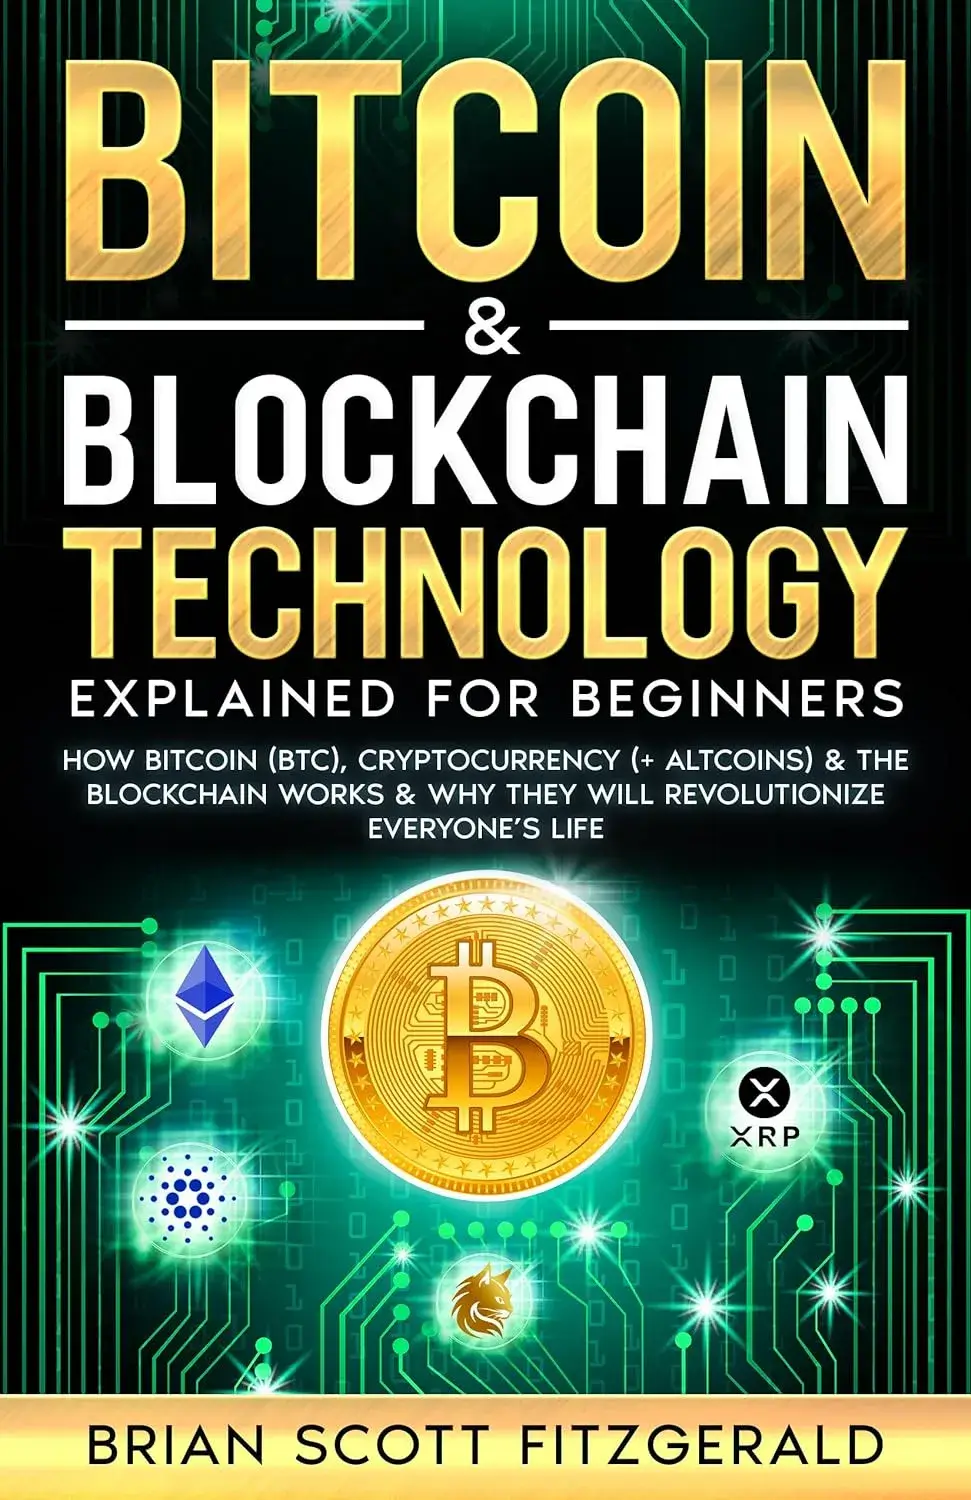 BITCOIN
&
BLOCKCHAIN
TECHNOLOGY
EXPLAINED FOR BEGINNERS
HOW BITCOIN (BTC), CRYPTOCURRENCY (+ ALTCOINS) & THE
BLOCKCHAIN WORKS & WHY THEY WILL REVOLUTIONIZE
EVERYONE'S LIFE
XRP
BRIAN SCOTT FITZGERALD